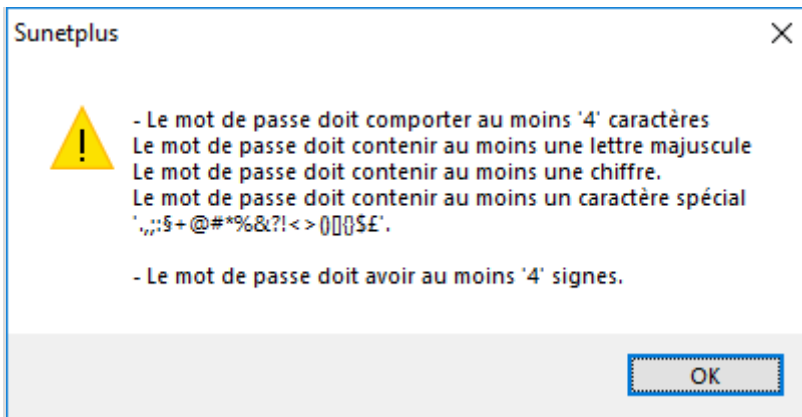 Sunetplus
- Le mot de passe doit comporter au moins '4' caractères
Le mot de passe doit contenir au moins une lettre majuscule
Le mot de passe doit contenir au moins une chiffre.
Le mot de passe doit contenir au moins un caractère spécial
'.,;:§+@#*%&?!<>()[]{}$£'.
- Le mot de passe doit avoir au moins '4' signes.
OK